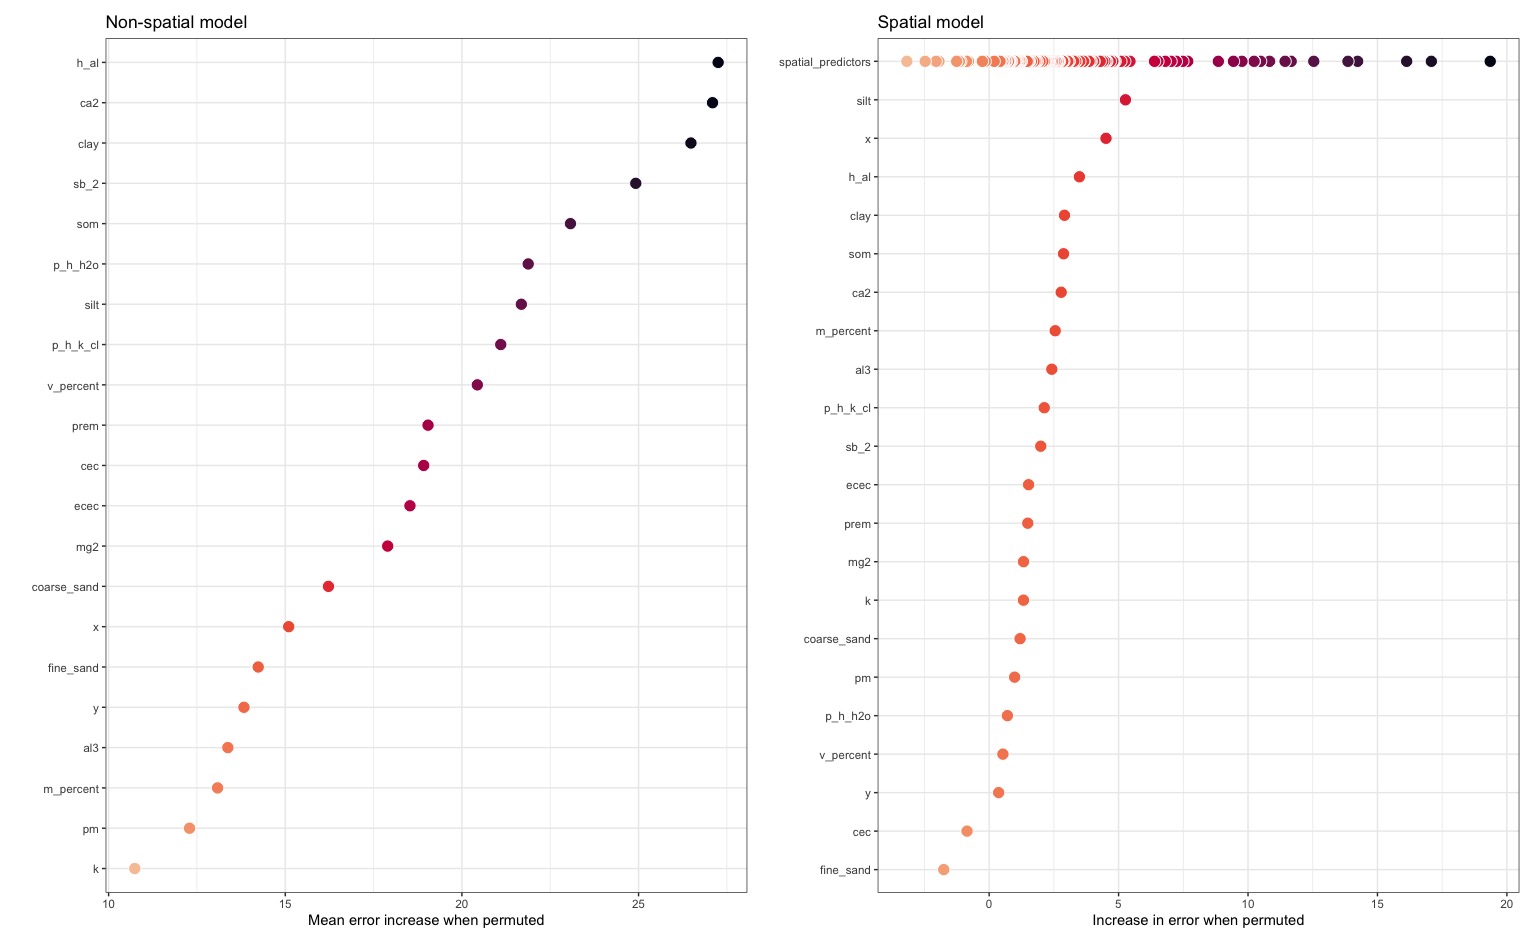 Non-spatial model
h_al
ca2
clay
sb_2
som
p_h_h2o
silt
p_h_k_cl
v_percent
prem
cec
ecec
mg2
coarse_sand
x
fine_sand
y
al3
m_percent
pm
k
10 15 20 25
Mean error increase when permuted
Spatial model
spatial_predictors
silt
x
h_al
clay
som
ca2
m_percent
al3
p_h_k_cl
sb_2
ecec
prem
mg2
k
coarse_sand
pm
p_h_h2o
v_percent
y
cec
fine_sand
0 5 10 15 20
Increase in error when permuted